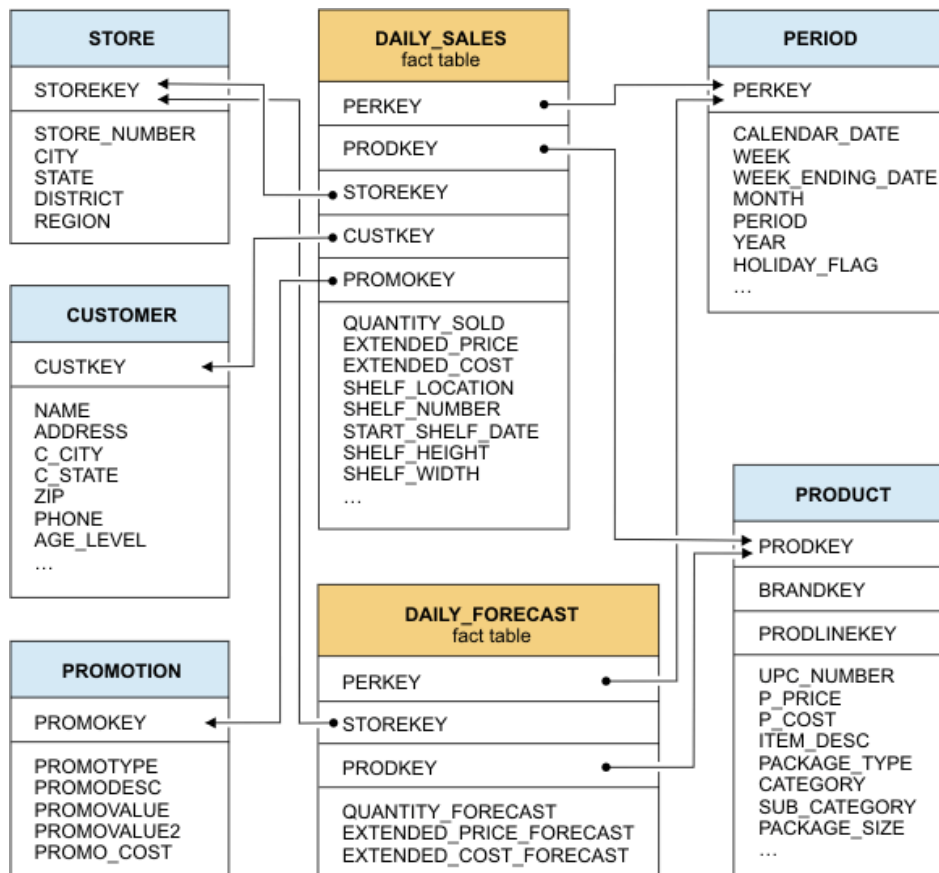 STORE
STOREKEY
STORE_NUMBER
CITY
STATE
DISTRICT
REGION
CUSTOMER
CUSTKEY
NAME
ADDRESS
C_CITY
C_STATE
ZIP
PHONE
AGE_LEVEL
...
PROMOTION
PROMOKEY
PROMOTYPE
PROMODESC
PROMOVALUE
PROMOVALUE2
PROMO_COST
DAILY_SALES
fact table
PERKEY
PRODKEY
STOREKEY
CUSTKEY
PROMOKEY
QUANTITY_SOLD
EXTENDED_PRICE
EXTENDED_COST
SHELF_LOCATION
SHELF_NUMBER
START_SHELF_DATE
SHELF_HEIGHT
SHELF_WIDTH
...
DAILY_FORECAST
fact table
PERKEY
STOREKEY
PRODKEY
QUANTITY_FORECAST
EXTENDED_PRICE_FORECAST
EXTENDED_COST_FORECAST
PERIOD
PERKEY
CALENDAR_DATE
WEEK
WEEK_ENDING_DATE
MONTH
PERIOD
YEAR
HOLIDAY_FLAG
...
PRODUCT
PRODKEY
BRANDKEY
PRODLINEKEY
UPC_NUMBER
P_PRICE
P_COST
ITEM_DESC
PACKAGE_TYPE
CATEGORY
SUB_CATEGORY
PACKAGE_SIZE
...